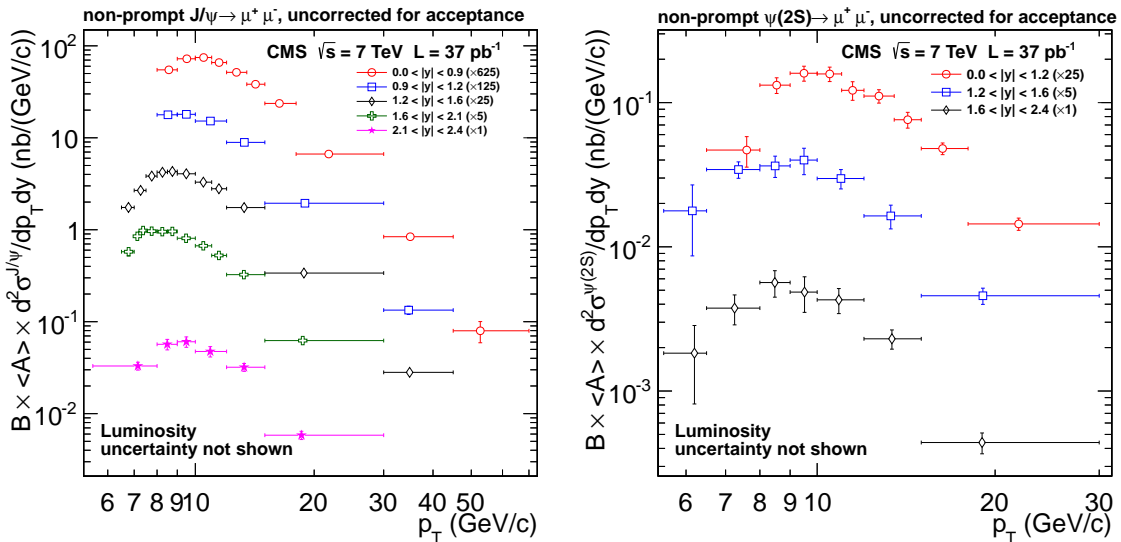 non-prompt J/ψ→ μ⁺ μ⁻, uncorrected for acceptance
B × <A> × d²σ^{J/ψ}/dp_T dy (nb/(GeV/c))
CMS √s = 7 TeV L = 37 pb⁻¹
0.0 < |y| < 0.9 (×625)
0.9 < |y| < 1.2 (×125)
1.2 < |y| < 1.6 (×25)
1.6 < |y| < 2.1 (×5)
2.1 < |y| < 2.4 (×1)
10²
10
1
10⁻¹
10⁻²
Luminosity
uncertainty not shown
6 7 8 9 10 20 30 40 50
p_T (GeV/c)
non-prompt ψ(2S)→ μ⁺ μ⁻, uncorrected for acceptance
B × <A> × d²σ^{ψ(2S)}/dp_T dy (nb/(GeV/c))
CMS √s = 7 TeV L = 37 pb⁻¹
0.0 < |y| < 1.2 (×25)
1.2 < |y| < 1.6 (×5)
1.6 < |y| < 2.4 (×1)
10⁻¹
10⁻²
10⁻³
Luminosity
uncertainty not shown
6 7 8 9 10 20 30
p_T (GeV/c)